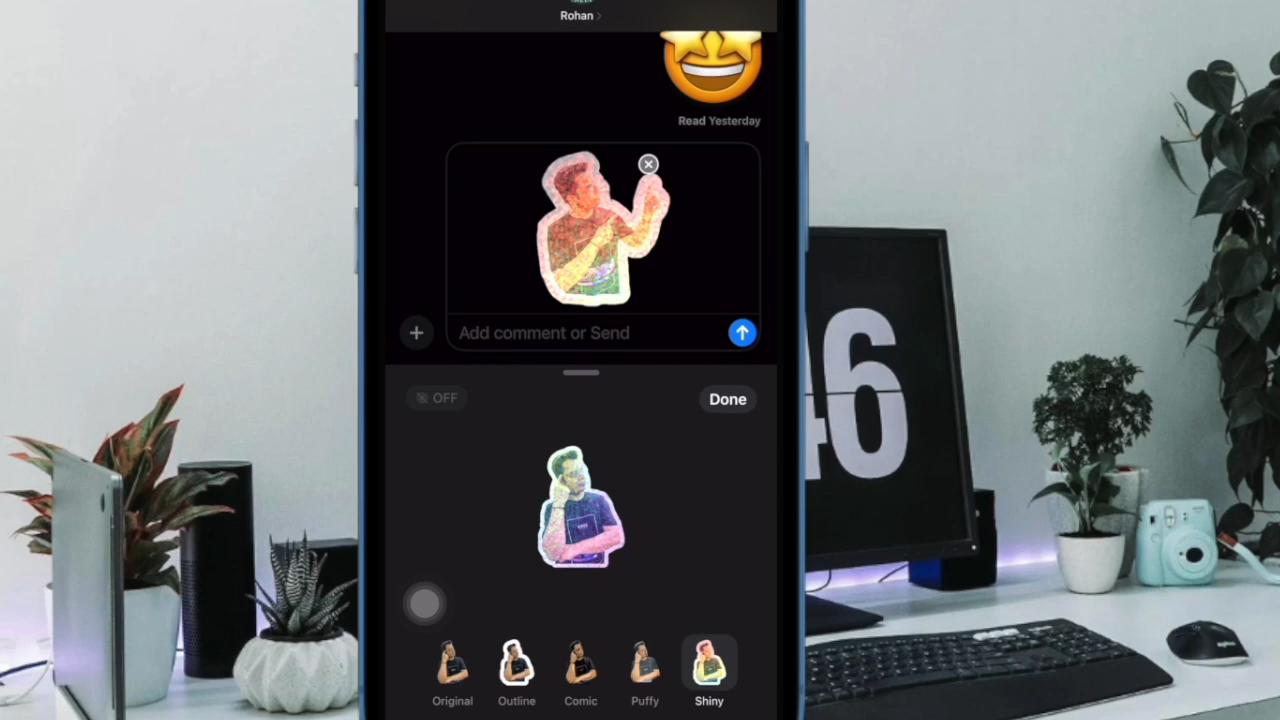 Rohan
Read Yesterday
Add comment or Send
OFF
Done
46
Original
Outline
Comic
Puffy
Shiny